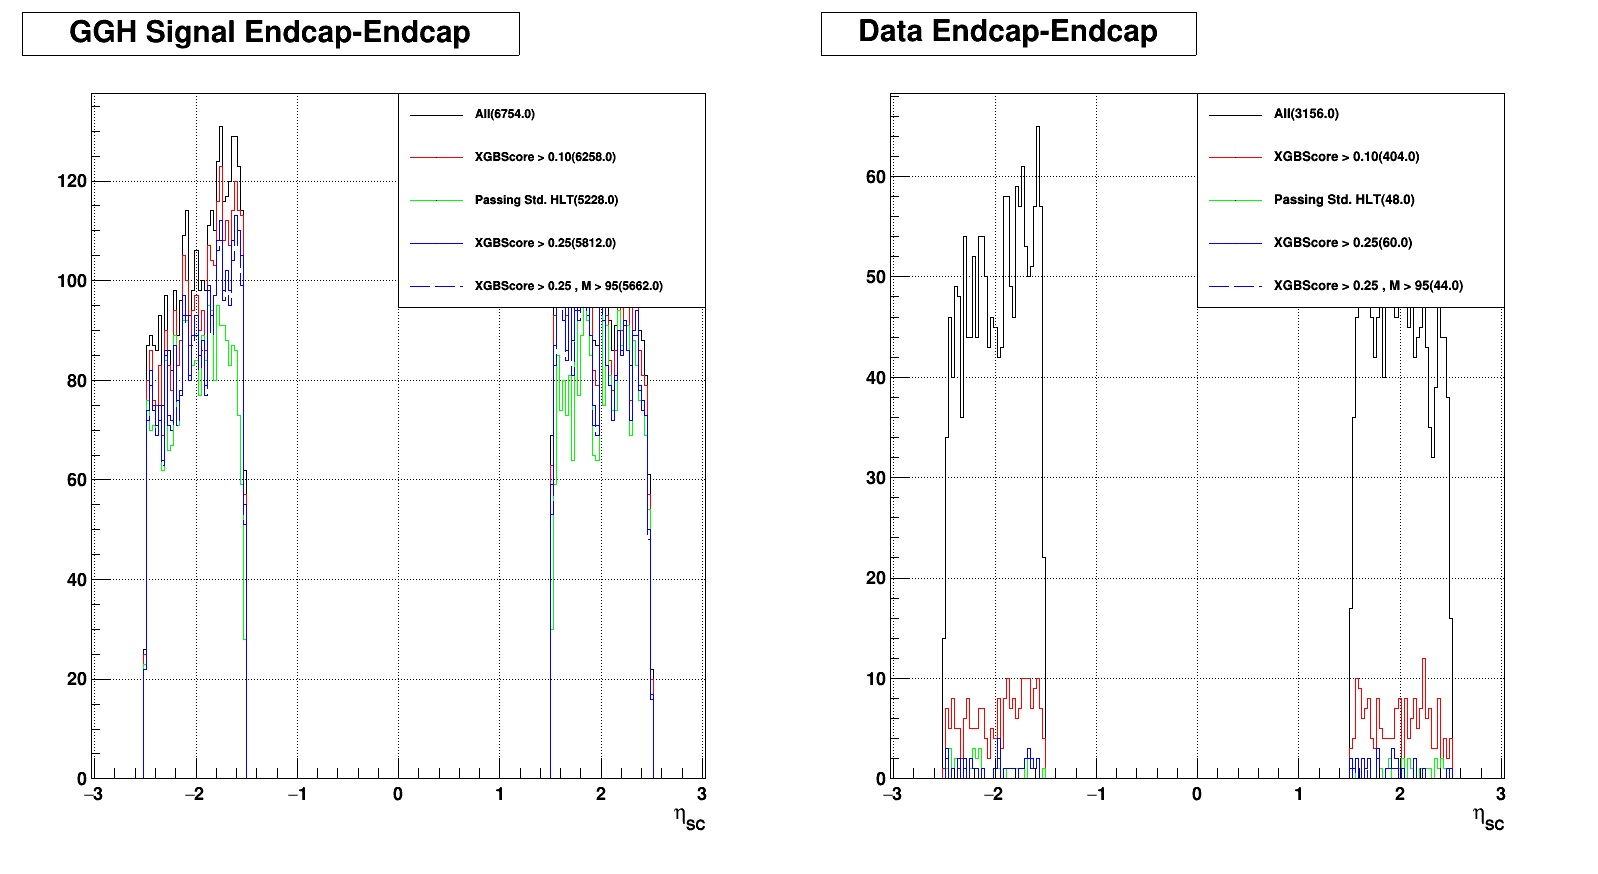 GGH Signal Endcap-Endcap
All(6754.0)
XGBScore > 0.10(6258.0)
Passing Std. HLT(5228.0)
XGBScore > 0.25(5812.0)
XGBScore > 0.25 , M > 95(5662.0)
120
100
80
60
40
20
0
−3 −2 −1 0 1 2 3
ηSC
Data Endcap-Endcap
All(3156.0)
XGBScore > 0.10(404.0)
Passing Std. HLT(48.0)
XGBScore > 0.25(60.0)
XGBScore > 0.25 , M > 95(44.0)
60
50
40
30
20
10
0
−3 −2 −1 0 1 2 3
ηSC